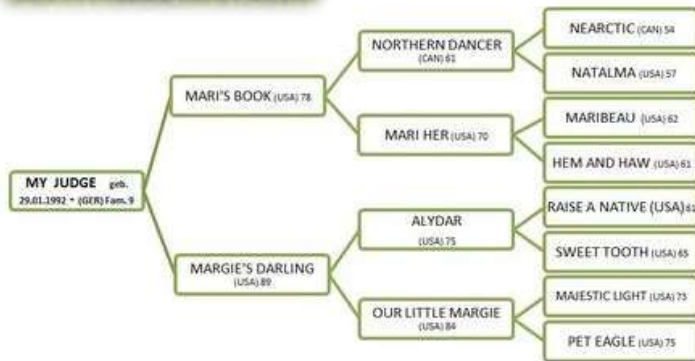 MY JUDGE geb.
29.01.1992 * (GER) Fam. 9
MARI'S BOOK (USA) 78
MARGIE'S DARLING
(USA) 89
NORTHERN DANCER
(CAN) 61
MARI HER (USA) 70
ALYDAR
(USA) 75
OUR LITTLE MARGIE
(USA) 84
NEARCTIC (CAN) 54
NATALMA (USA) 57
MARIBEAU (USA) 62
HEM AND HAW (USA) 61
RAISE A NATIVE (USA) 61
SWEET TOOTH (USA) 65
MAJESTIC LIGHT (USA) 73
PET EAGLE (USA) 75